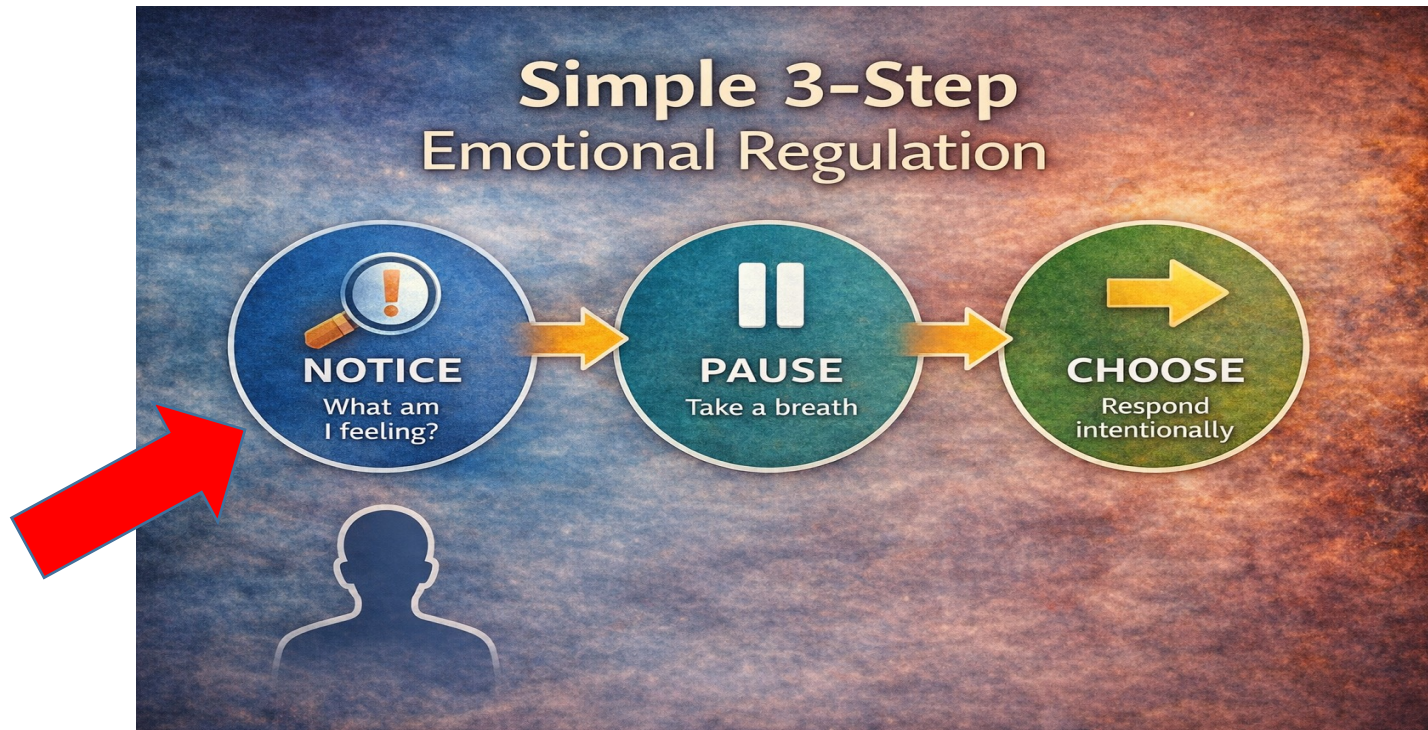 Simple 3-Step
Emotional Regulation
NOTICE
What am
I feeling?
PAUSE
Take a breath
CHOOSE
Respond
intentionally